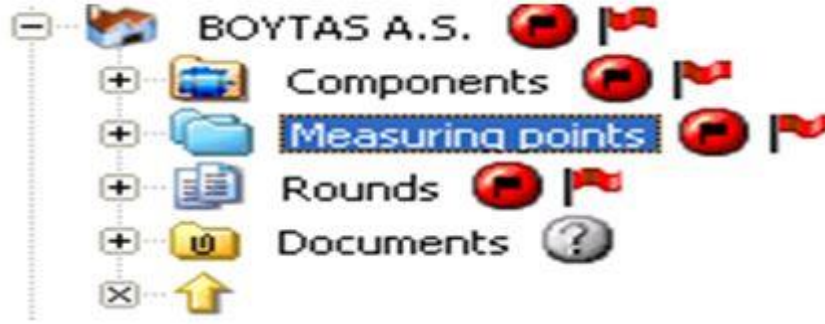 BOYTAS A.S.
Components
Measuring points
Rounds
Documents
?